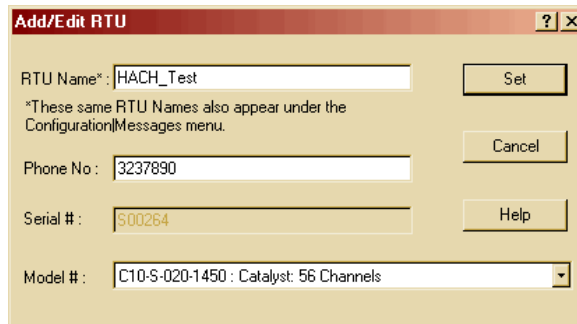 Add/Edit RTU
RTU Name*: HACH_Test
Set
*These same RTU Names also appear under the
Configuration|Messages menu.
Cancel
Phone No: 3237890
Serial #: S00264
Help
Model #: C10-S-020-1450 : Catalyst: 56 Channels